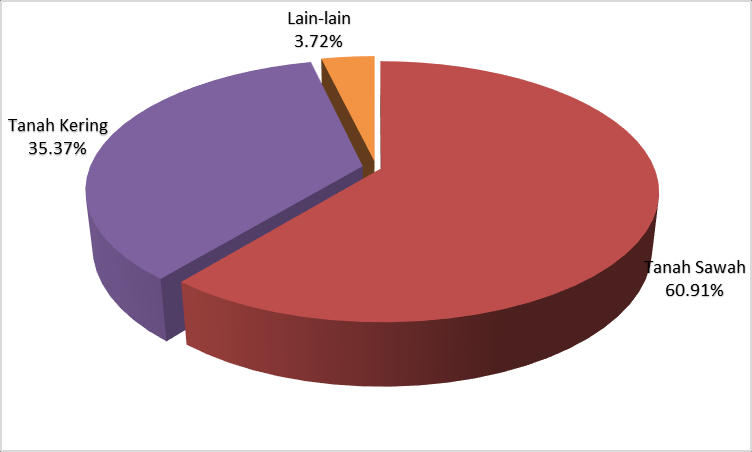 Lain-lain
3.72%
Tanah Kering
35.37%
Tanah Sawah
60.91%